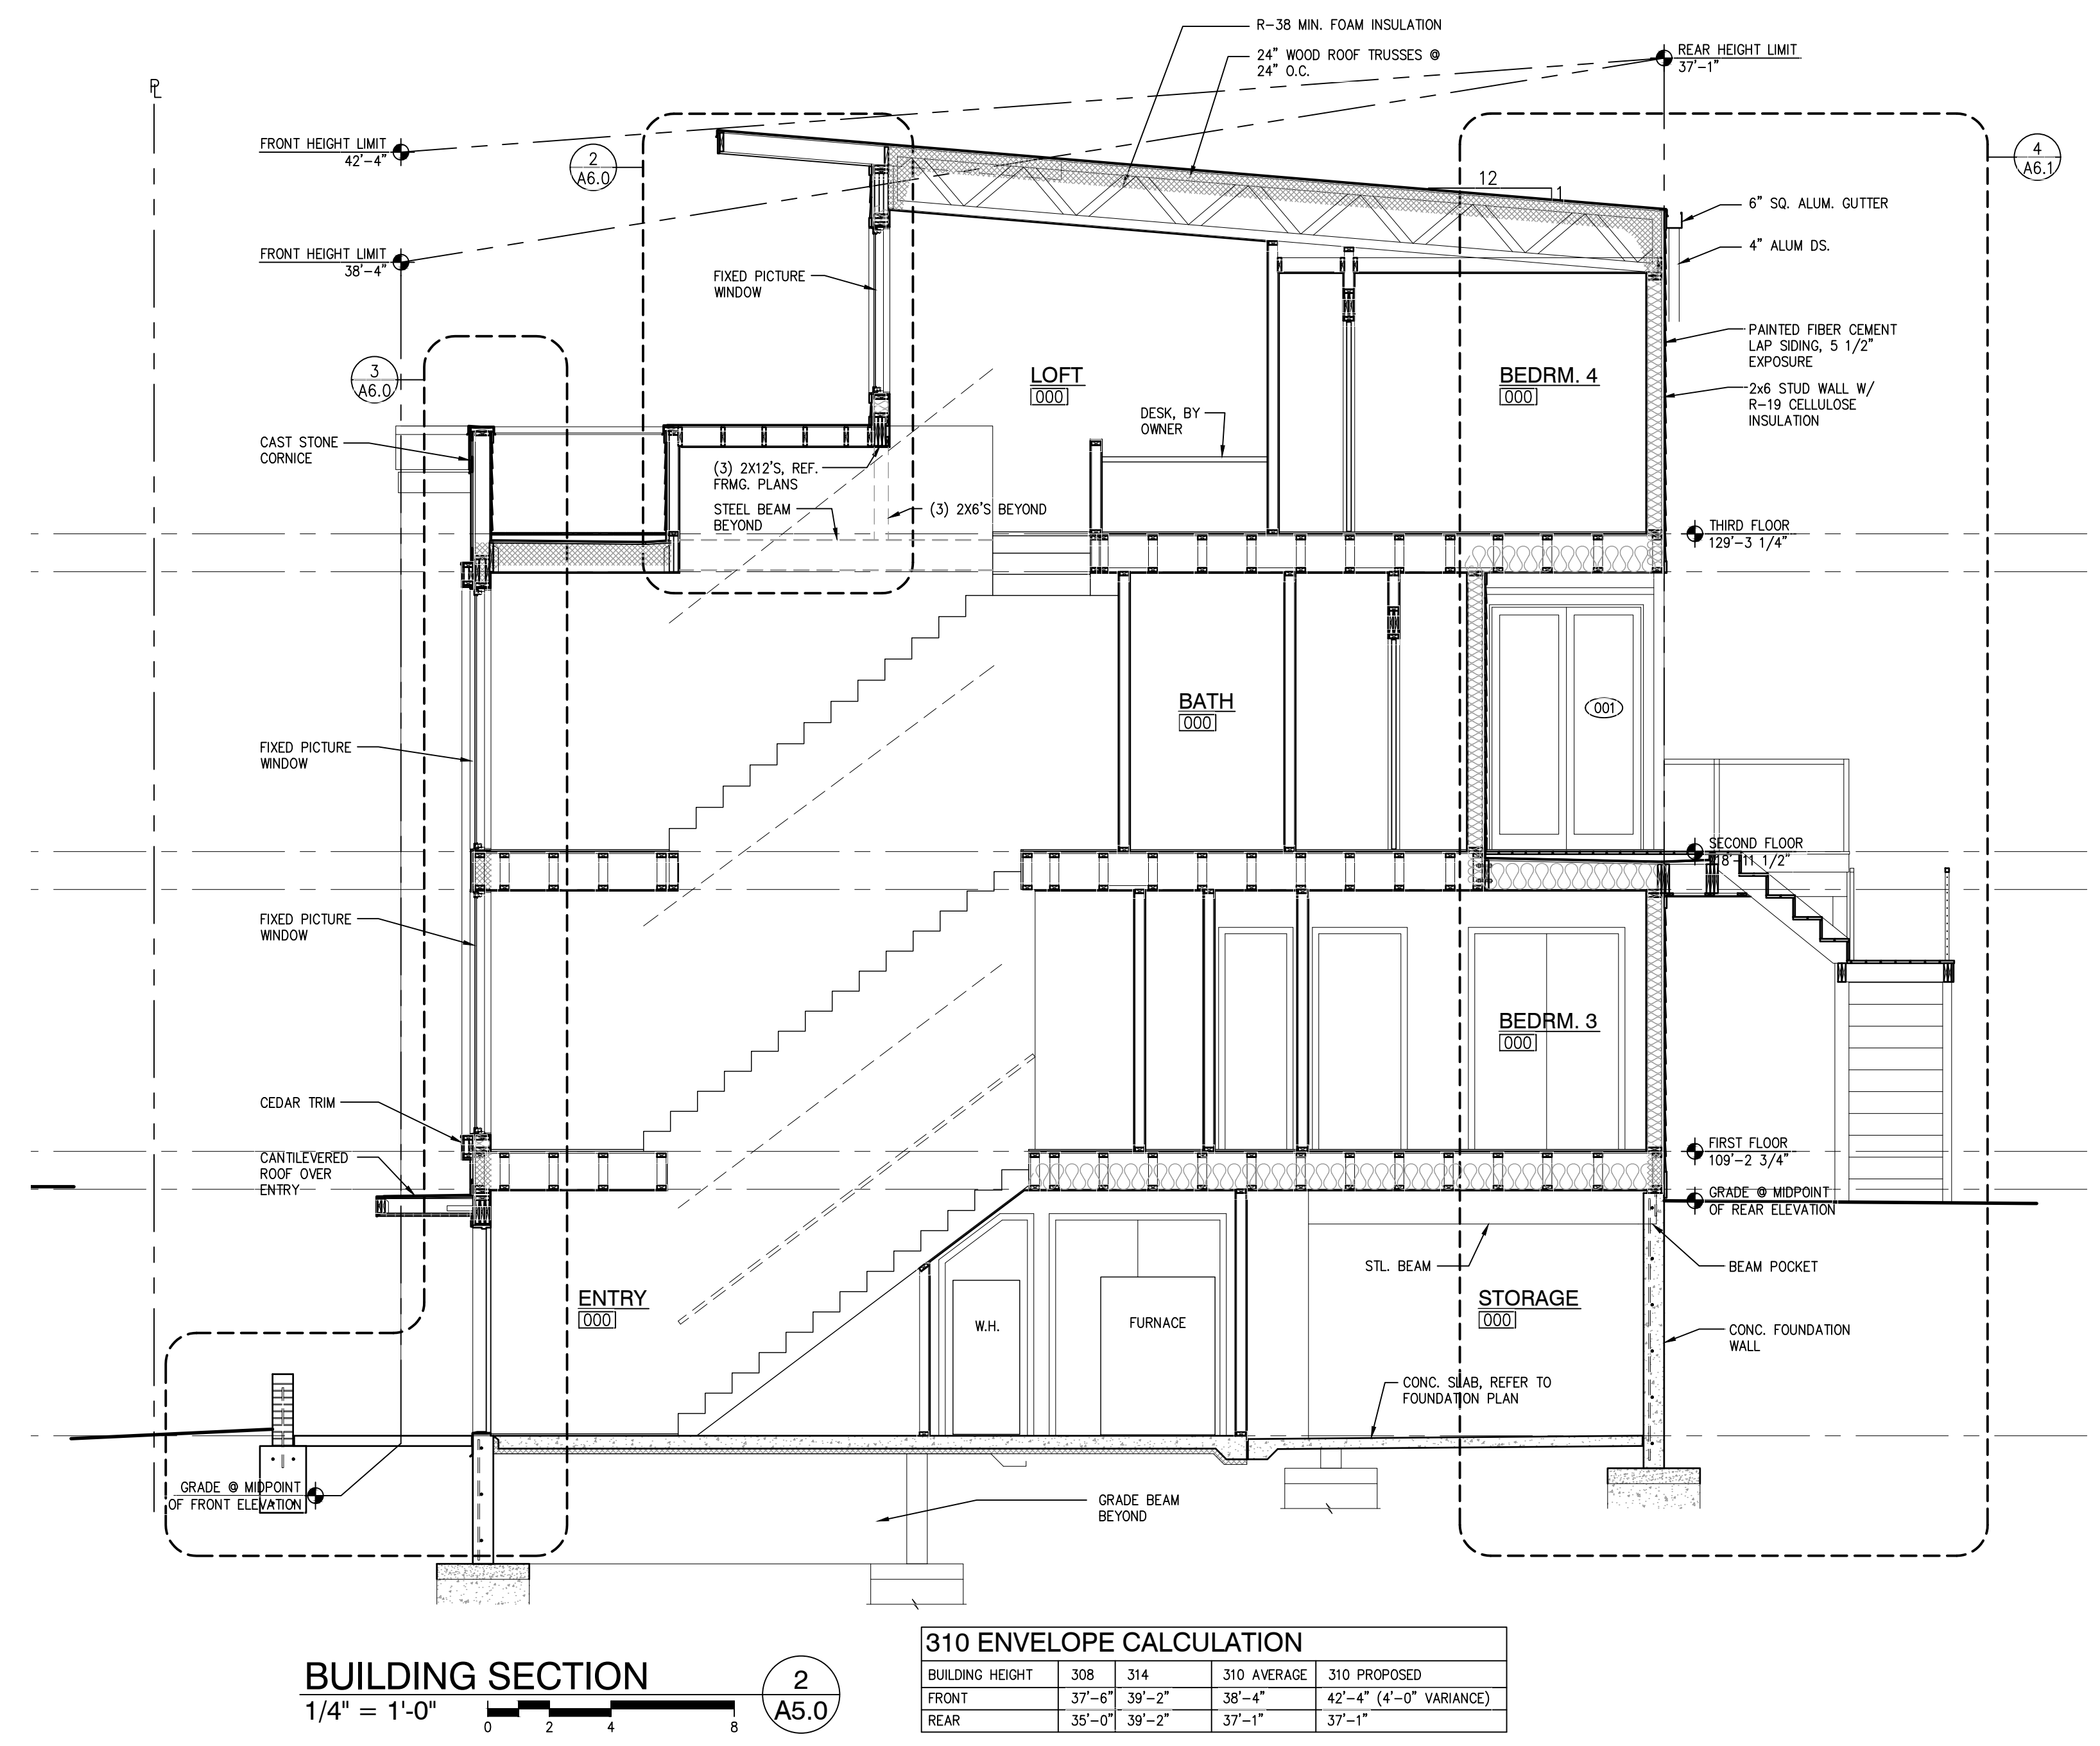 R-38 MIN. FOAM INSULATION
24" WOOD ROOF TRUSSES @
24" O.C.
REAR HEIGHT LIMIT
37'-1"
PL
FRONT HEIGHT LIMIT
42'-4"
2
A6.0
4
A6.1
12
1
6" SQ. ALUM. GUTTER
4" ALUM DS.
FRONT HEIGHT LIMIT
38'-4"
FIXED PICTURE
WINDOW
PAINTED FIBER CEMENT
LAP SIDING, 5 1/2"
EXPOSURE
3
A6.0
LOFT
000
BEDRM. 4
000
2x6 STUD WALL W/
R-19 CELLULOSE
INSULATION
DESK, BY
OWNER
CAST STONE
CORNICE
(3) 2X12'S, REF.
FRMG. PLANS
STEEL BEAM
BEYOND
(3) 2X6'S BEYOND
THIRD FLOOR
129'-3 1/4"
BATH
000
001
FIXED PICTURE
WINDOW
SECOND FLOOR
18'-11 1/2"
FIXED PICTURE
WINDOW
BEDRM. 3
000
CEDAR TRIM
CANTILEVERED
ROOF OVER
ENTRY
FIRST FLOOR
109'-2 3/4"
GRADE @ MIDPOINT
OF REAR ELEVATION
STL. BEAM
BEAM POCKET
ENTRY
000
W.H.
FURNACE
STORAGE
000
CONC. FOUNDATION
WALL
CONC. SLAB, REFER TO
FOUNDATION PLAN
GRADE @ MIDPOINT
OF FRONT ELEVATION
GRADE BEAM
BEYOND
BUILDING SECTION
1/4" = 1'-0"
0 2 4 8
2
A5.0
310 ENVELOPE CALCULATION
BUILDING HEIGHT 308 314 310 AVERAGE 310 PROPOSED
FRONT 37'-6" 39'-2" 38'-4" 42'-4" (4'-0" VARIANCE)
REAR 35'-0" 39'-2" 37'-1" 37'-1"